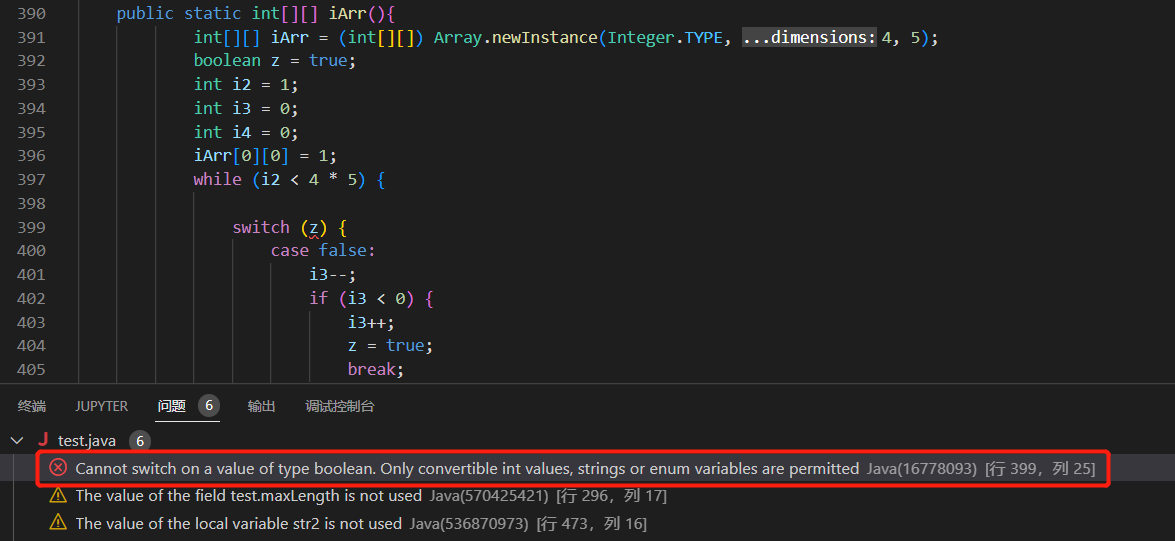 390 public static int[][] iArr(){
391 int[][] iArr = (int[][]) Array.newInstance(Integer.TYPE, ...dimensions: 4, 5);
392 boolean z = true;
393 int i2 = 1;
394 int i3 = 0;
395 int i4 = 0;
396 iArr[0][0] = 1;
397 while (i2 < 4 * 5) {
398
399 switch (z) {
400 case false:
401 i3--;
402 if (i3 < 0) {
403 i3++;
404 z = true;
405 break;
终端 JUPYTER 问题 6 输出 调试控制台
J test.java 6
Cannot switch on a value of type boolean. Only convertible int values, strings or enum variables are permitted Java(16778093) [行 399，列 25]
The value of the field test.maxLength is not used Java(570425421) [行 296，列 17]
The value of the local variable str2 is not used Java(536870973) [行 473，列 16]